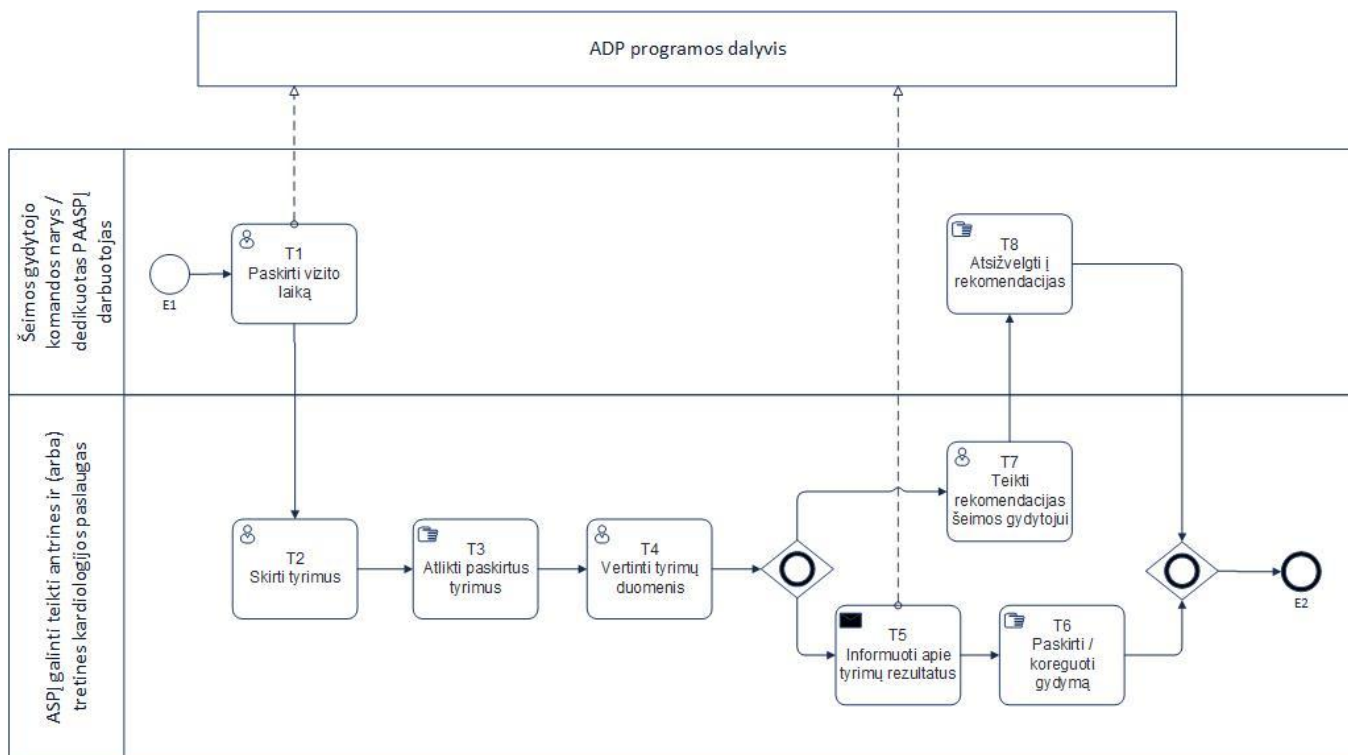 ADP programos dalyvis
Šeimos gydytojo
komandos narys /
dedikuotas PAASPĮ
darbuotojas
E1
T1
Paskirti vizito
laiką
T8
Atsižvelgti į
rekomendacijas
ASPĮ galinti teikti antrines ir (arba)
tretines kardiologijos paslaugas
T2
Skirti tyrimus
T3
Atlikti paskirtus
tyrimus
T4
Vertinti tyrimų
duomenis
T7
Teikti
rekomendacijas
šeimos gydytojui
T5
Informuoti apie
tyrimų rezultatus
T6
Paskirti /
koreguoti
gydymą
E2